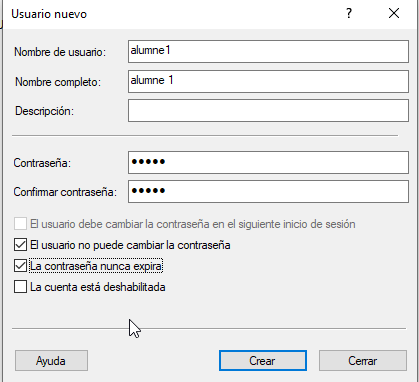 Usuario nuevo ? ×
Nombre de usuario: alumne1
Nombre completo: alumne 1
Descripción:
Contraseña: •••••
Confirmar contraseña: •••••
El usuario debe cambiar la contraseña en el siguiente inicio de sesión
El usuario no puede cambiar la contraseña
La contraseña nunca expira
La cuenta está deshabilitada
Ayuda Crear Cerrar